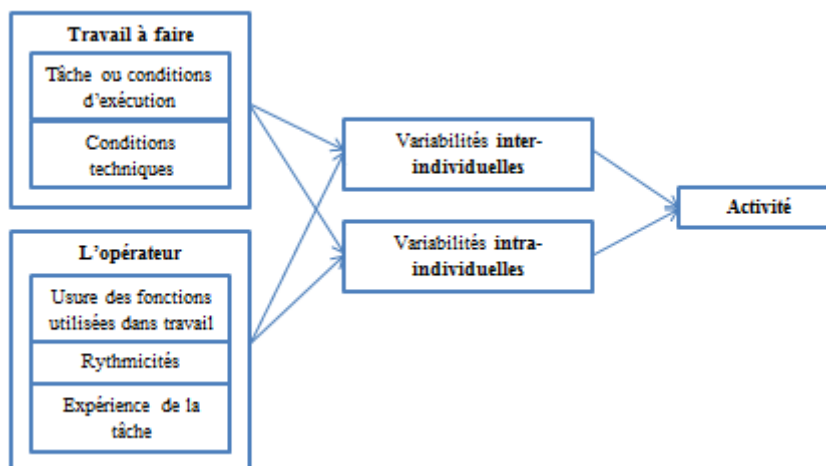 Travail à faire
Tâche ou conditions
d'exécution
Conditions
techniques
L'opérateur
Usure des fonctions
utilisées dans travail
Rythmicités
Expérience de la
tâche
Variabilités inter-
individuelles
Variabilités intra-
individuelles
Activité